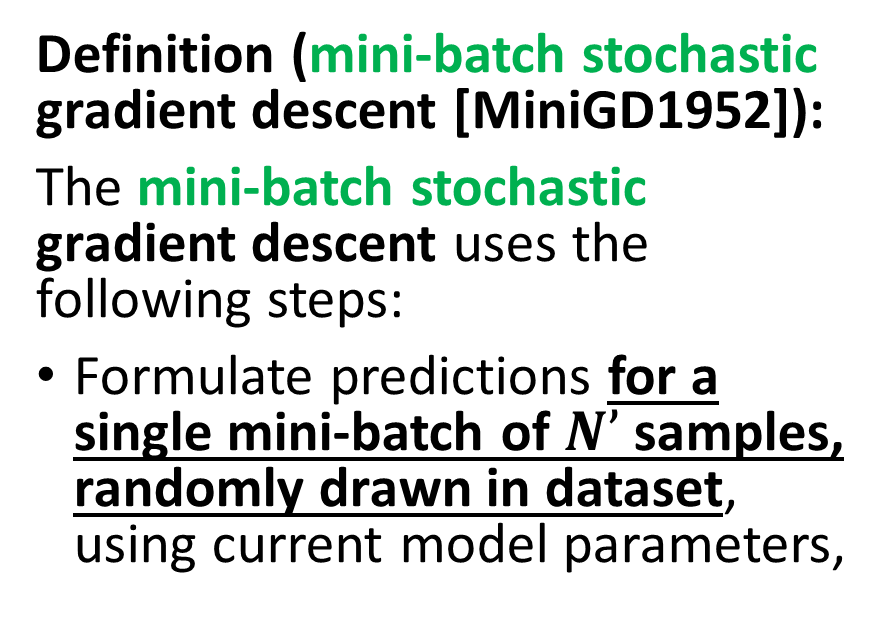 Definition (mini-batch stochastic
gradient descent [MiniGD1952]):
The mini-batch stochastic
gradient descent uses the
following steps:
• Formulate predictions for a
single mini-batch of N’ samples,
randomly drawn in dataset,
using current model parameters,